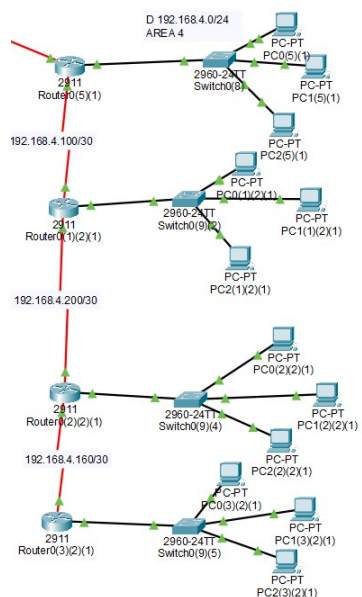 D 192.168.4.0/24
AREA 4
PC-PT
PC0(5)(1)
2911
Router0(5)(1)
2960-24TT
Switch0(8)
PC-PT
PC1(5)(1)
PC-PT
PC2(5)(1)
192.168.4.100/30
PC-PT
PC0(1)(2)(1)
2911
Router0(1)(2)(1)
2960-24TT
Switch0(9)(2)
PC-PT
PC1(1)(2)(1)
PC-PT
PC2(1)(2)(1)
192.168.4.200/30
PC-PT
PC0(2)(2)(1)
2911
Router0(2)(2)(1)
2960-24TT
Switch0(9)(4)
PC-PT
PC1(2)(2)(1)
PC-PT
PC2(2)(2)(1)
192.168.4.160/30
PC-PT
PC0(3)(2)(1)
2911
Router0(3)(2)(1)
2960-24TT
Switch0(9)(5)
PC-PT
PC1(3)(2)(1)
PC-PT
PC2(3)(2)(1)